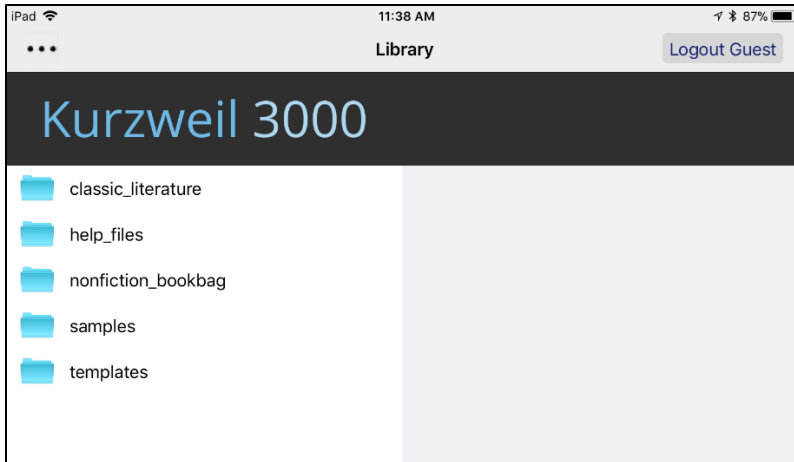 iPad 11:38 AM 87%
••• Library Logout Guest
Kurzweil 3000
classic_literature
help_files
nonfiction_bookbag
samples
templates